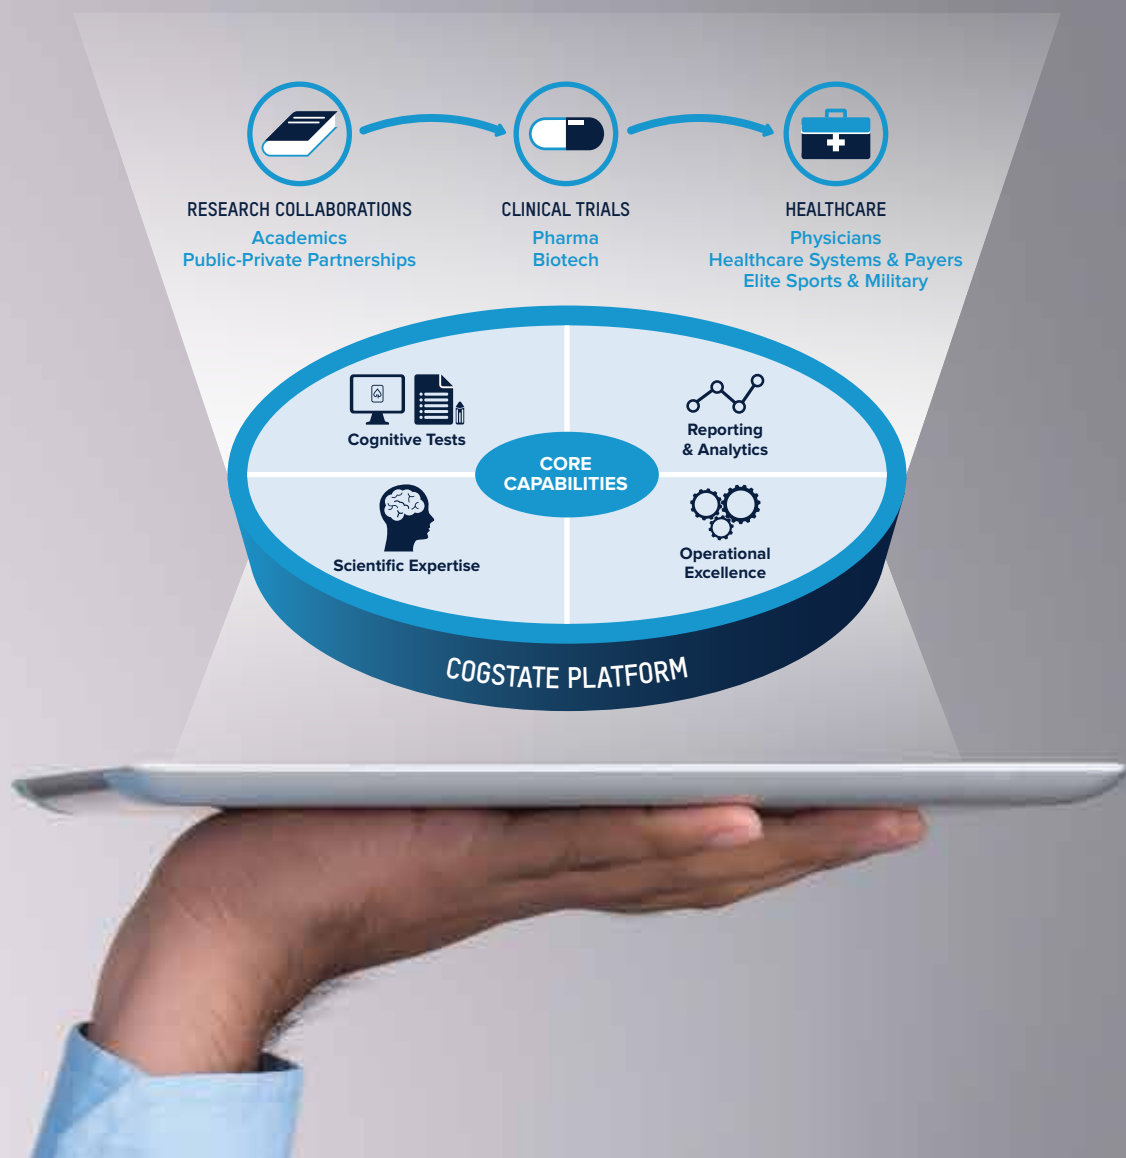 RESEARCH COLLABORATIONS
Academics
Public-Private Partnerships
CLINICAL TRIALS
Pharma
Biotech
HEALTHCARE
Physicians
Healthcare Systems & Payers
Elite Sports & Military
Cognitive Tests
Reporting
& Analytics
CORE
CAPABILITIES
Scientific Expertise
Operational
Excellence
COGSTATE PLATFORM